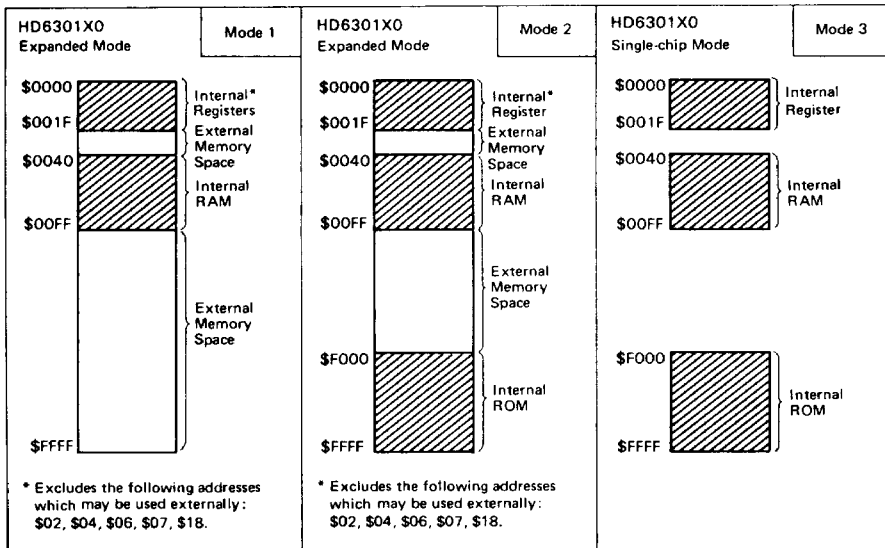 HD6301X0
Expanded Mode
Mode 1
$0000
$001F
$0040
$00FF
$FFFF
Internal*
Registers
External
Memory
Space
Internal
RAM
External
Memory
Space
* Excludes the following addresses
which may be used externally:
$02, $04, $06, $07, $18.
HD6301X0
Expanded Mode
Mode 2
$0000
$001F
$0040
$00FF
$F000
$FFFF
Internal*
Register
External
Memory
Space
Internal
RAM
External
Memory
Space
Internal
ROM
* Excludes the following addresses
which may be used externally:
$02, $04, $06, $07, $18.
HD6301X0
Single-chip Mode
Mode 3
$0000
$001F
$0040
$00FF
$F000
$FFFF
Internal
Register
Internal
RAM
Internal
ROM